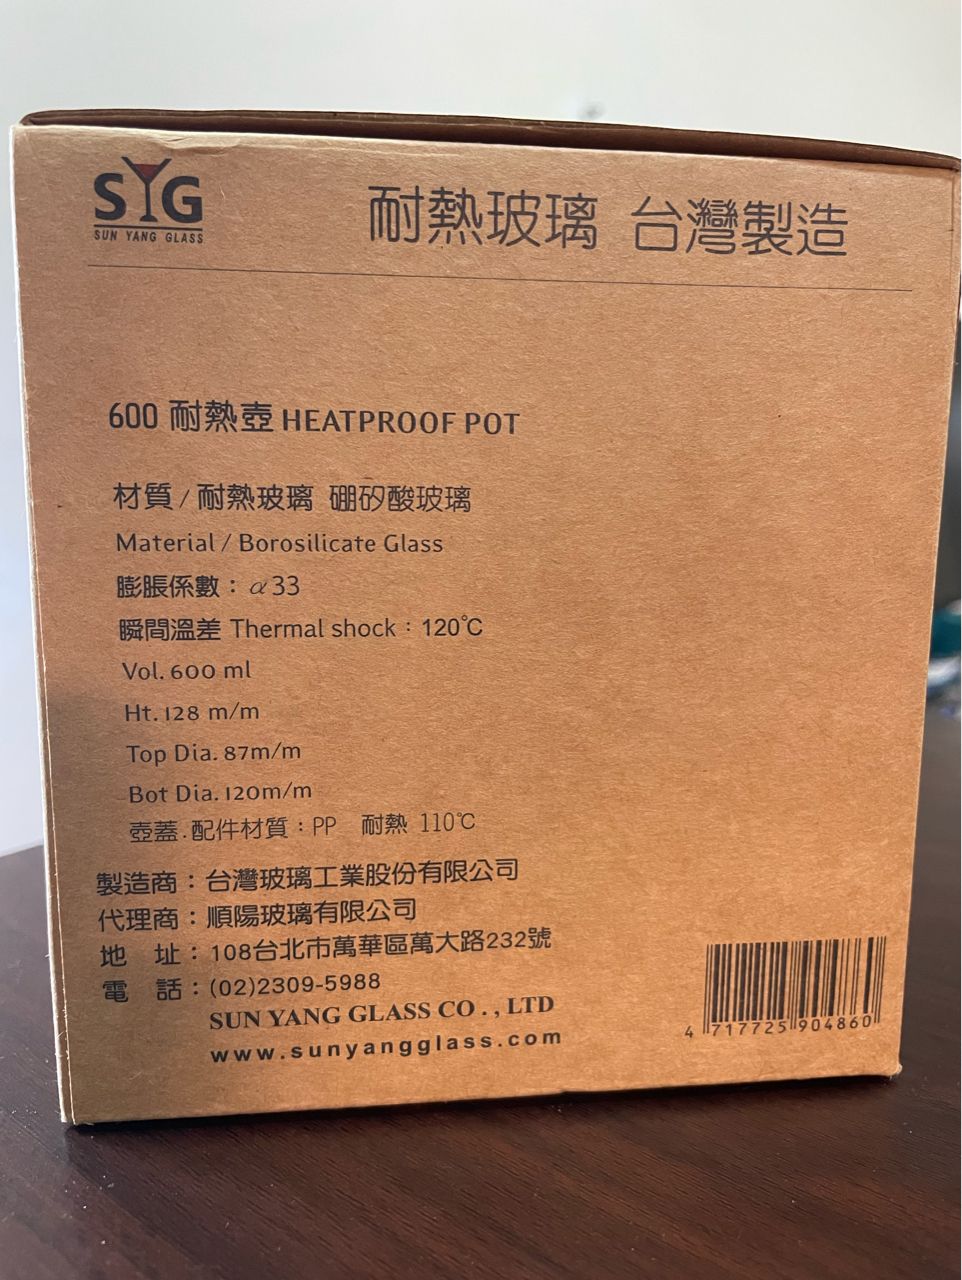 SYG
SUN YANG GLASS
耐熱玻璃 台灣製造
600 耐熱壺 HEATPROOF POT
材質/耐熱玻璃 硼矽酸玻璃
Material / Borosilicate Glass
膨脹係數：α33
瞬間溫差 Thermal shock：120℃
Vol. 600 ml
Ht. 128 m/m
Top Dia. 87m/m
Bot Dia. 120m/m
壺蓋.配件材質：PP 耐熱 110℃
製造商：台灣玻璃工業股份有限公司
代理商：順陽玻璃有限公司
地 址：108台北市萬華區萬大路232號
電 話：(02)2309-5988
SUN YANG GLASS CO . , LTD
www.sunyangglass.com
4 717725 904860